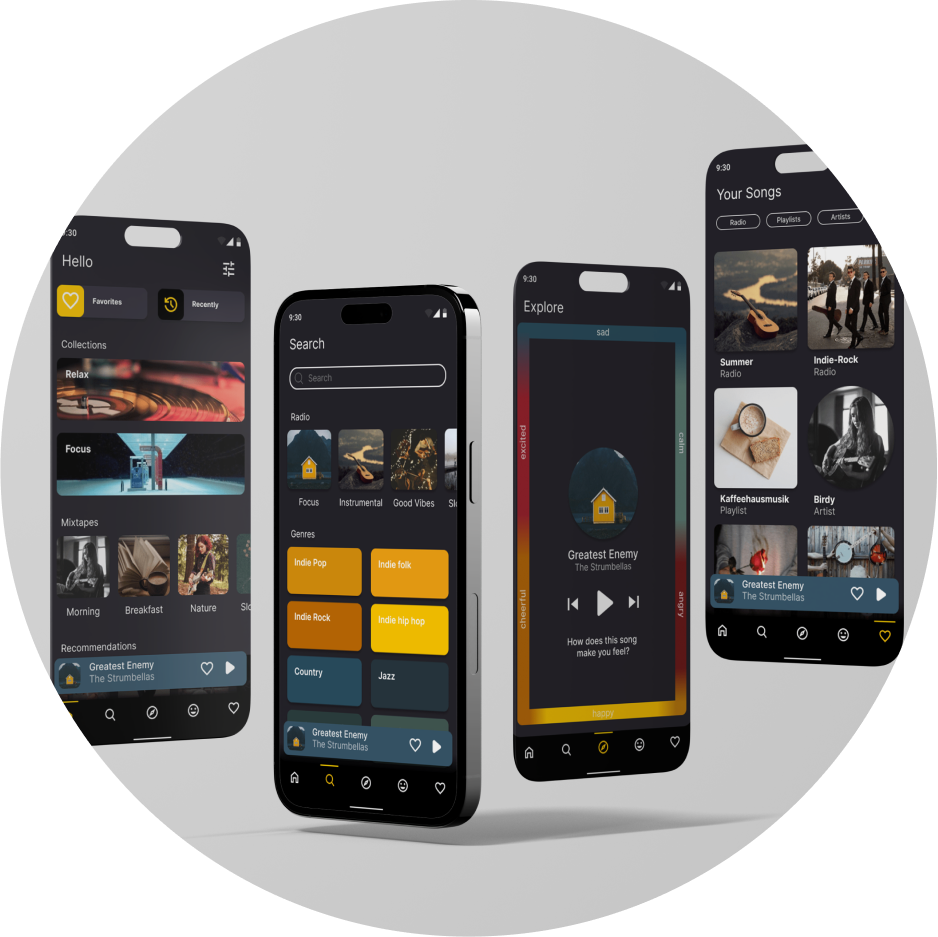 :30
Hello
Favorites
Recently
Collections
Relax
Focus
Mixtapes
Morning
Breakfast
Nature
Slo
Recommendations
Greatest Enemy
The Strumbellas
9:30
Search
Search
Radio
Focus
Instrumental
Good Vibes
Slo
Genres
Indie Pop
Indie folk
Indie Rock
Indie hip hop
Country
Jazz
Greatest Enemy
The Strumbellas
9:30
Explore
sad
excited
calm
cheerful
angry
Greatest Enemy
The Strumbellas
How does this song
make you feel?
happy
9:30
Your Songs
Radio
Playlists
Artists
Summer
Radio
Indie-Rock
Radio
Kaffeehausmusik
Playlist
Birdy
Artist
Greatest Enemy
The Strumbellas